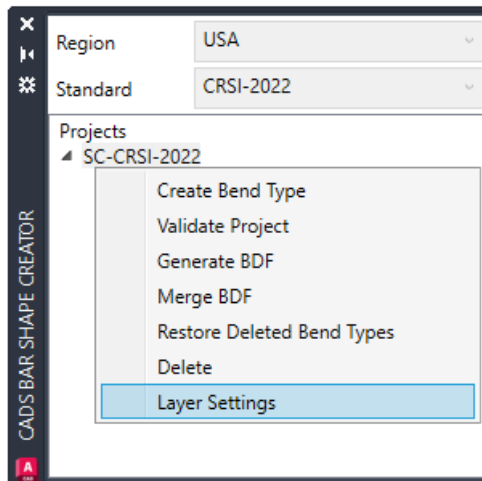 Region USA
Standard CRSI-2022
Projects
SC-CRSI-2022
Create Bend Type
Validate Project
Generate BDF
Merge BDF
Restore Deleted Bend Types
Delete
Layer Settings
CADS BAR SHAPE CREATOR
A
CAD